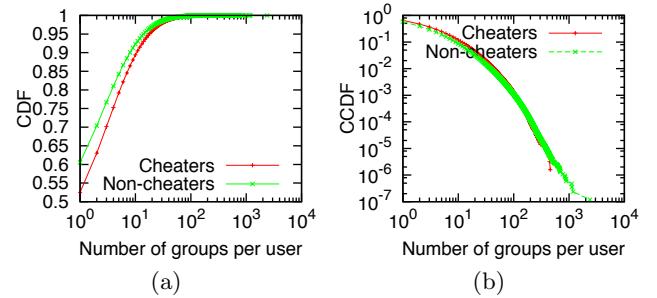 1
0.95
0.9
0.85
0.8
0.75
0.7
0.65
0.6
0.55
0.5
CDF
Cheaters
Non-cheaters
10^0 10^1 10^2 10^3 10^4
Number of groups per user
(a)
10^0
10^-1
10^-2
10^-3
10^-4
10^-5
10^-6
10^-7
CCDF
Cheaters
Non-cheaters
10^0 10^1 10^2 10^3 10^4
Number of groups per user
(b)